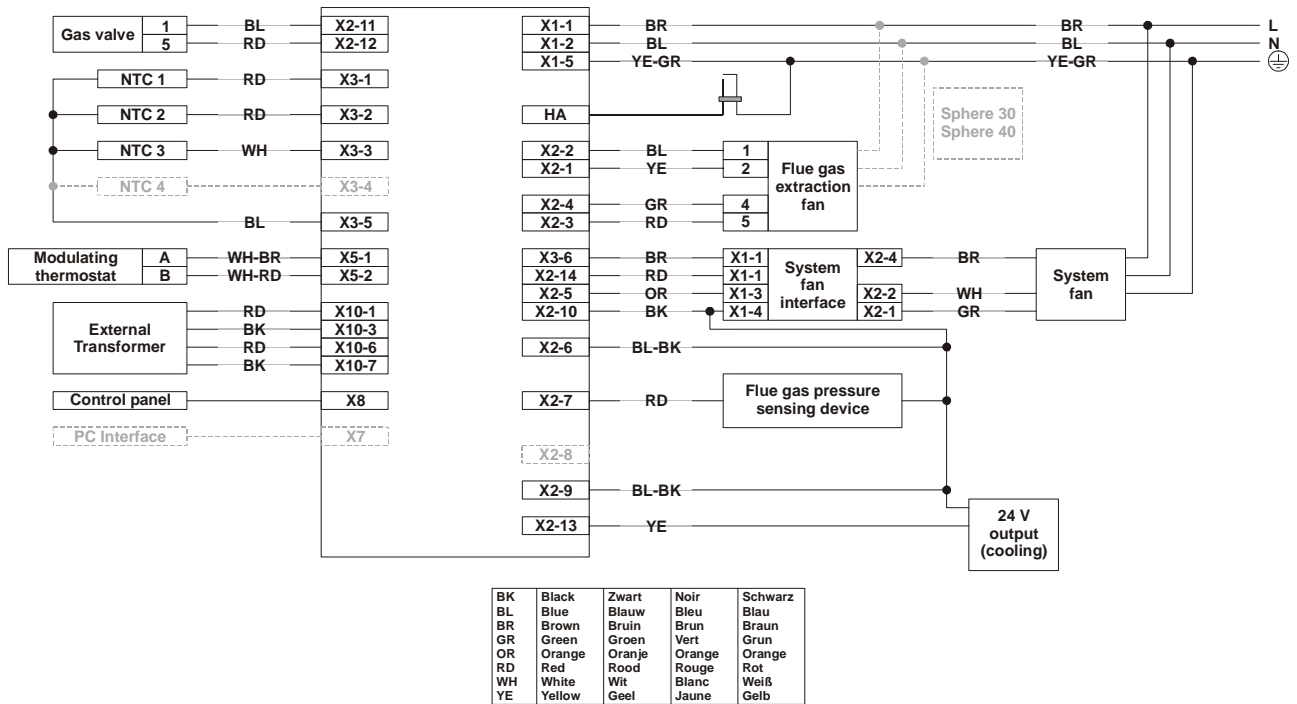 Gas valve 1 BL X2-11 X1-1 BR BR L
5 RD X2-12 X1-2 BL BL N
X1-5 YE-GR YE-GR
NTC 1 RD X3-1
NTC 2 RD X3-2 HA
Sphere 30
Sphere 40
NTC 3 WH X3-3 X2-2 BL 1
X2-1 YE 2
Flue gas
extraction
fan
NTC 4 X3-4
X2-4 GR 4
BL X3-5 X2-3 RD 5
Modulating
thermostat
A WH-BR X5-1 X3-6 BR X1-1 X2-4 BR
B WH-RD X5-2 X2-14 RD X1-1
System
fan
interface
System
fan
X2-5 OR X1-3 X2-2 WH
X2-10 BK X1-4 X2-1 GR
External
Transformer
RD X10-1
BK X10-3
RD X10-6 X2-6 BL-BK
BK X10-7
Control panel X8 X2-7 RD
Flue gas pressure
sensing device
PC Interface X7
X2-8
X2-9 BL-BK
X2-13 YE
24 V
output
(cooling)
BK Black Zwart Noir Schwarz
BL Blue Blauw Bleu Blau
BR Brown Bruin Brun Braun
GR Green Groen Vert Grun
OR Orange Oranje Orange Orange
RD Red Rood Rouge Rot
WH White Wit Blanc Weiß
YE Yellow Geel Jaune Gelb